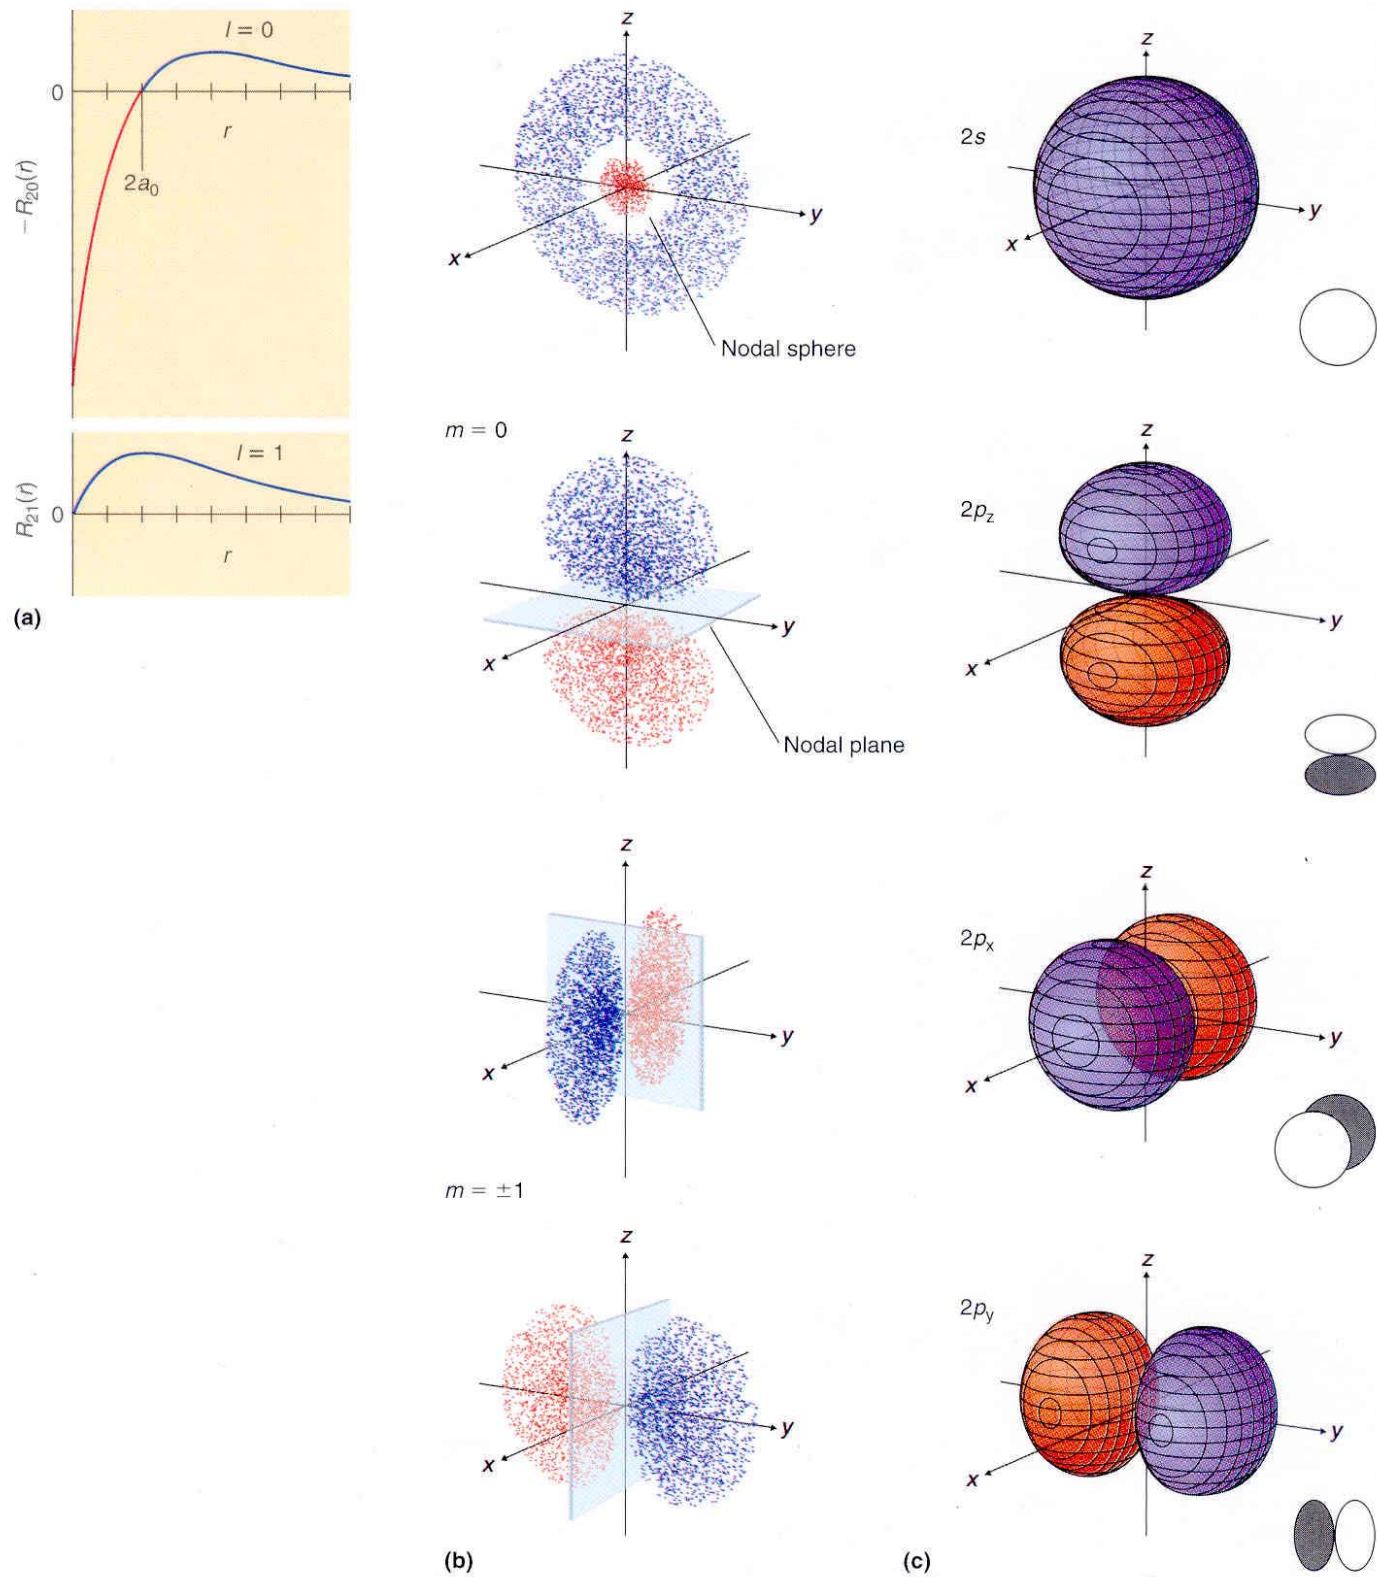 l = 0
0
r
2a₀
−R₂₀(r)
l = 1
0
r
R₂₁(r)
(a)
z
y
x
Nodal sphere
2s
z
y
x
m = 0
z
y
x
Nodal plane
2p_z
z
y
x
z
y
x
m = ±1
2p_x
z
y
x
z
y
x
(b)
2p_y
z
y
x
(c)